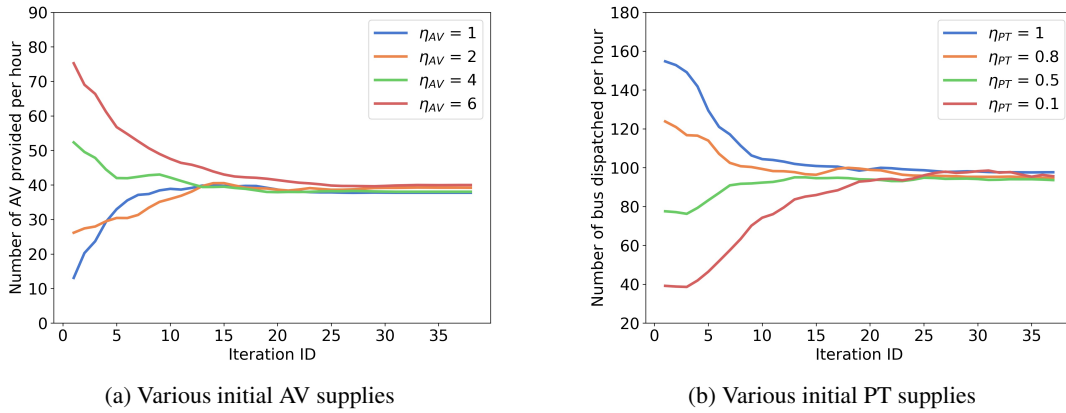 90
80
70
60
50
40
30
20
10
0
Number of AV provided per hour
η_AV = 1
η_AV = 2
η_AV = 4
η_AV = 6
0 5 10 15 20 25 30 35
Iteration ID
(a) Various initial AV supplies
180
160
140
120
100
80
60
40
20
Number of bus dispatched per hour
η_PT = 1
η_PT = 0.8
η_PT = 0.5
η_PT = 0.1
0 5 10 15 20 25 30 35
Iteration ID
(b) Various initial PT supplies